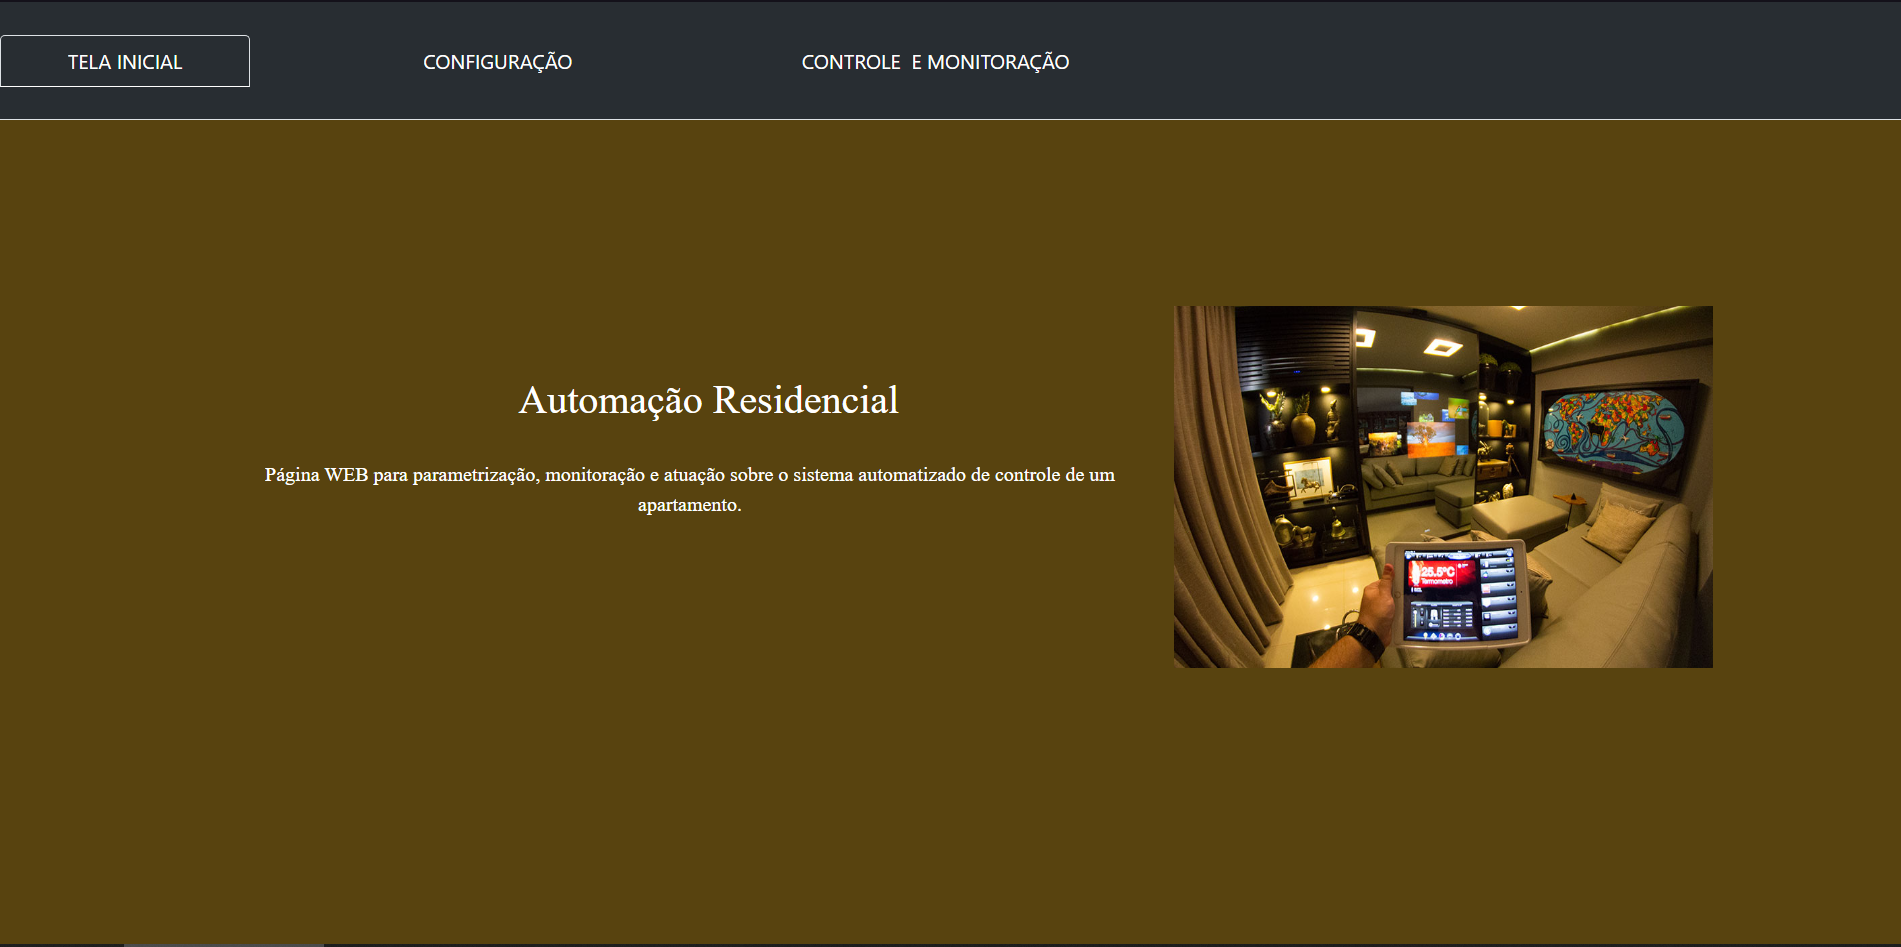 TELA INICIAL
CONFIGURAÇÃO
CONTROLE  E MONITORAÇÃO
Automação Residencial
Página WEB para parametrização, monitoração e atuação sobre o sistema automatizado de controle de um
apartamento.
25.5°C
Termometro